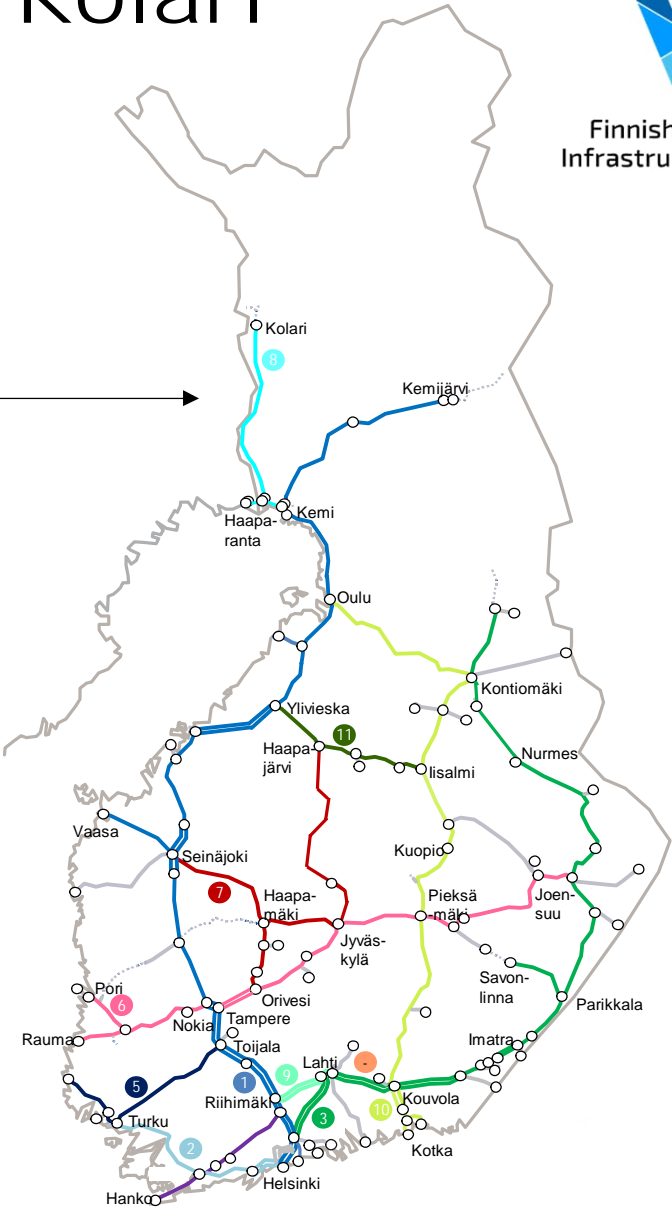 Kolari
Finnish
Infrastru
Kolari
8
Kemijärvi
Haapa-
ranta
Kemi
Oulu
Kontiomäki
Ylivieska
11
Haapa-
järvi
Iisalmi
Nurmes
Vaasa
Seinäjoki
Kuopio
7
Haapa-
mäki
Pieksä
-mäki
Joen-
suu
Jyväs-
kylä
Savon-
linna
Parikkala
Pori
6
Orivesi
Nokia
Tampere
Rauma
Toijala
Imatra
Lahti
-
9
1
5
Riihimäki
3
10
Kouvola
Turku
2
Kotka
Helsinki
Hanko